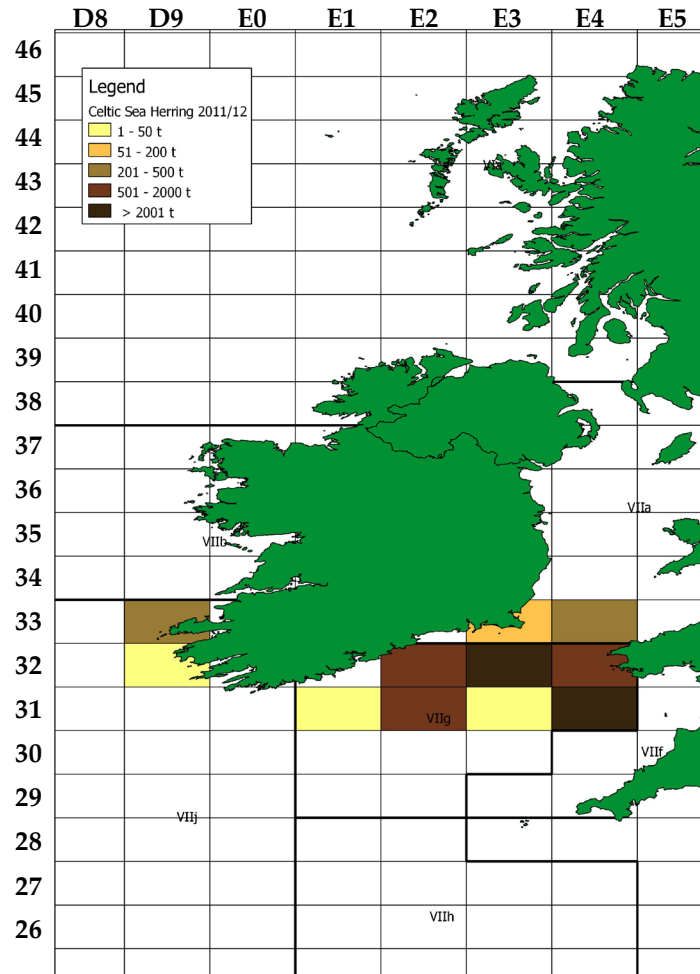 D8 D9 E0 E1 E2 E3 E4 E5
46
45
Legend
Celtic Sea Herring 2011/12
1 - 50 t
51 - 200 t
201 - 500 t
501 - 2000 t
> 2001 t
44
VIa
43
42
41
40
39
38
37
36
VIIa
35
VIIb
34
33
32
31
VIIg
30
VIIf
29
VIIj
28
27
VIIh
26